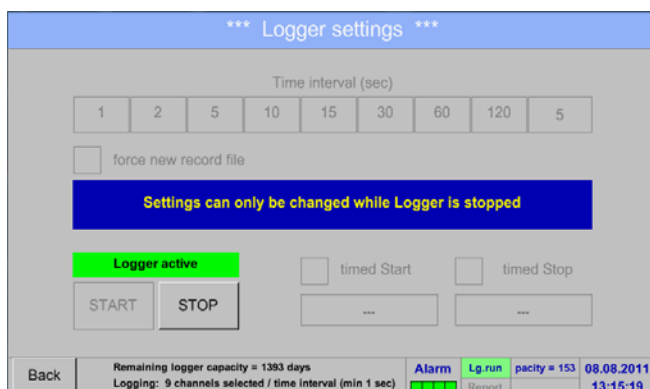 *** Logger settings ***
Time interval (sec)
1 2 5 10 15 30 60 120 5
force new record file
Settings can only be changed while Logger is stopped
Logger active
timed Start
timed Stop
START
STOP
---
---
Back
Remaining logger capacity = 1393 days
Logging: 9 channels selected / time interval (min 1 sec)
Alarm
Lg.run
Report
pacity = 153
08.08.2011
13:15:19